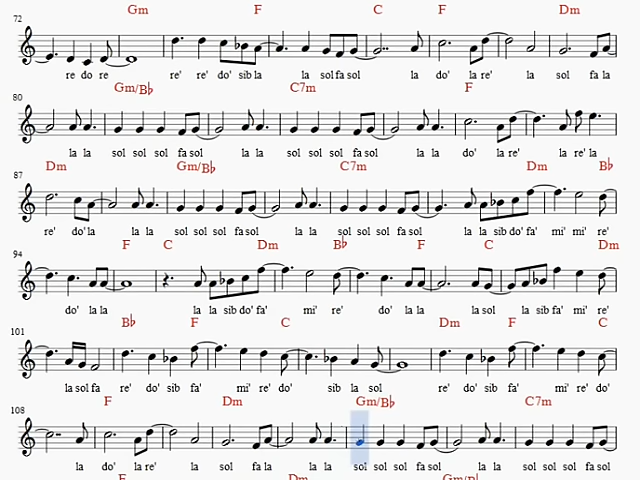 72 Gm F C F Dm
re do re re' re' do' sib la la sol fa sol la do' la re' la sol fa la
80 Gm/Bb C7m F
la la sol sol sol fa sol la la sol sol sol fa sol la la do' la re' la re' la
87 Dm Gm/Bb C7m Dm Bb
re' do' la la la sol sol sol fa sol la la sol sol sol fa sol la la sib do' fa' mi' re'
94 F C Dm Bb F C Dm
do' la la la la sib do' fa' mi' re' do' la la la sol la sib fa' mi' re'
101 Bb F C Dm F C
la sol fa re' do' sib fa' mi' re' do' sib la sol re' do' sib fa' mi' re' do'
108 F Dm Gm/Bb C7m
la do' la re' la sol fa la la la sol sol sol fa sol la la sol sol sol fa sol